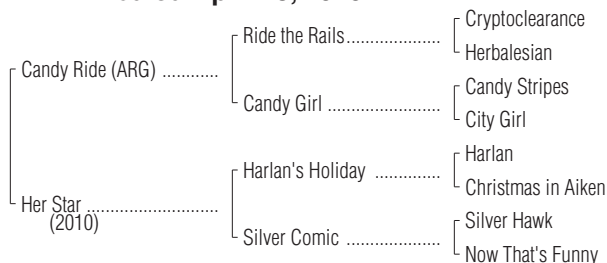 Cryptoclearance
Ride the Rails..................
Herbalesian
Candy Ride (ARG) ............
Candy Stripes
Candy Girl .........................
City Girl
Harlan
Harlan's Holiday ..............
Christmas in Aiken
Her Star .............................
(2010)
Silver Hawk
Silver Comic .....................
Now That's Funny